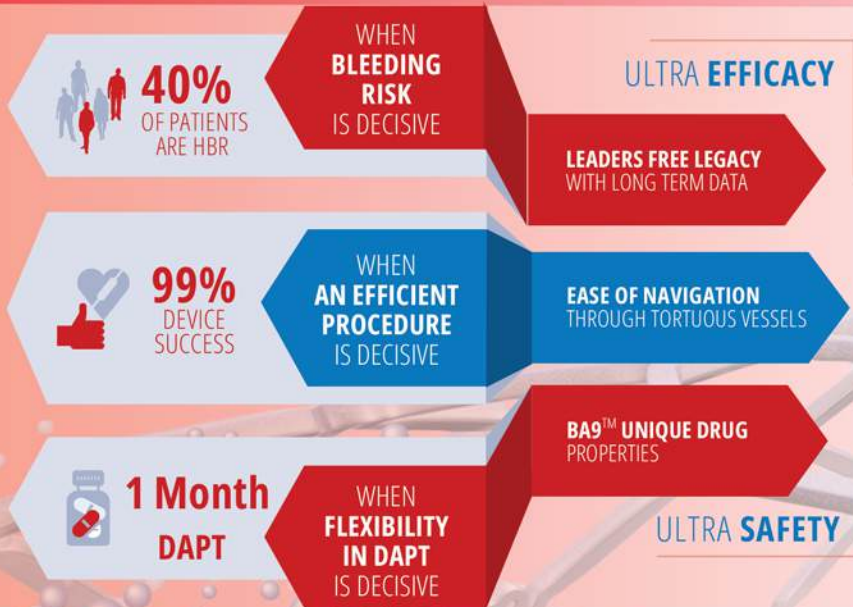 40%
OF PATIENTS
ARE HBR
WHEN
BLEEDING
RISK
IS DECISIVE
ULTRA EFFICACY
LEADERS FREE LEGACY
WITH LONG TERM DATA
99%
DEVICE
SUCCESS
WHEN
AN EFFICIENT
PROCEDURE
IS DECISIVE
EASE OF NAVIGATION
THROUGH TORTUOUS VESSELS
1 Month
DAPT
WHEN
FLEXIBILITY
IN DAPT
IS DECISIVE
BA9™ UNIQUE DRUG
PROPERTIES
ULTRA SAFETY